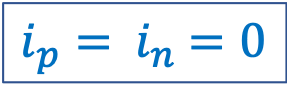 i_p = i_n = 0